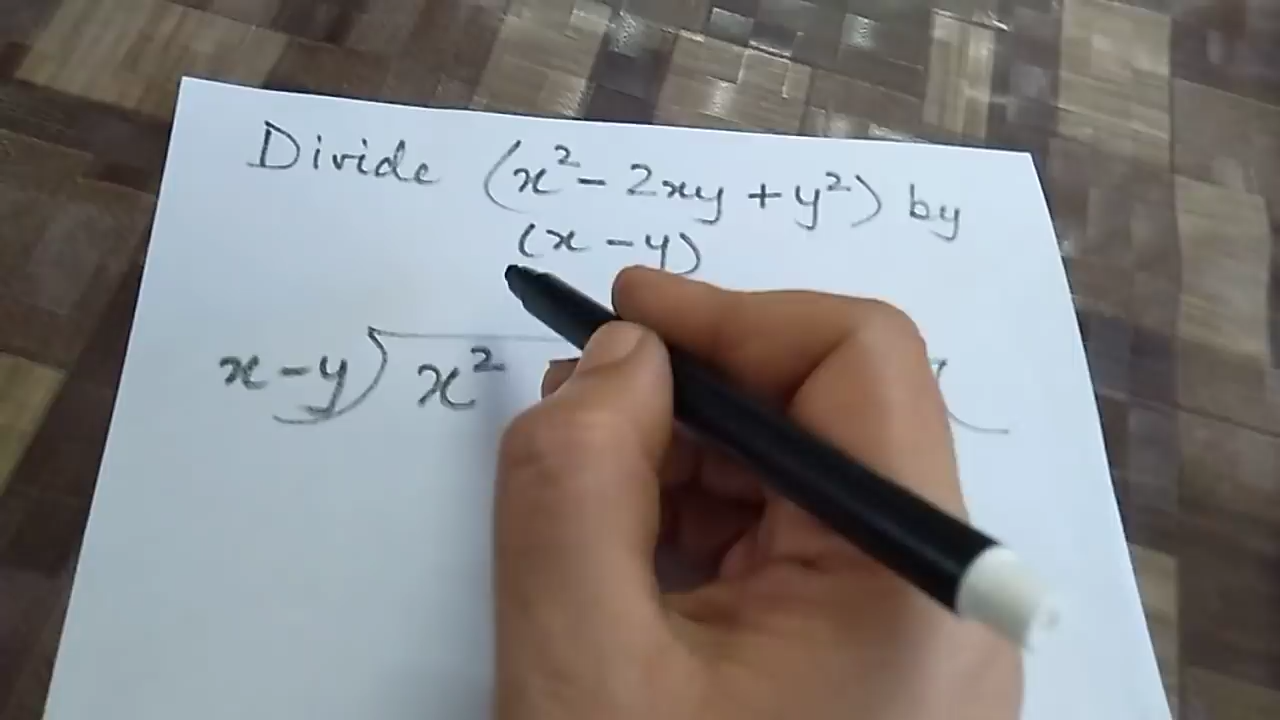 Divide (x² - 2xy + y²) by
(x - y)
x - y) x²